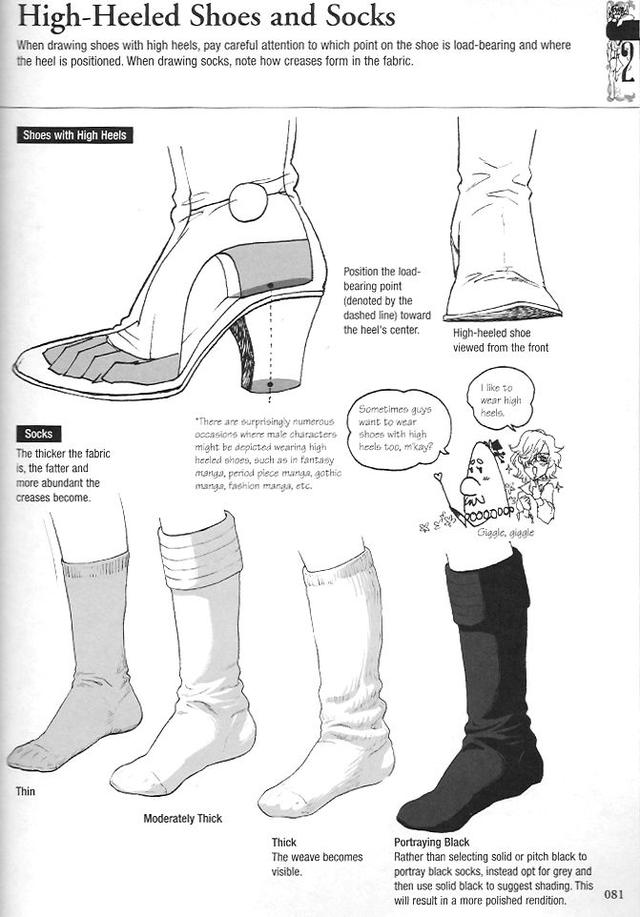 High-Heeled Shoes and Socks
When drawing shoes with high heels, pay careful attention to which point on the shoe is load-bearing and where
the heel is positioned. When drawing socks, note how creases form in the fabric.
2
Shoes with High Heels
Position the load-
bearing point
(denoted by the
dashed line) toward
the heel's center.
High-heeled shoe
viewed from the front
Socks
The thicker the fabric
is, the fatter and
more abundant the
creases become.
*There are surprisingly numerous
occasions where male characters
might be depicted wearing high
heeled shoes, such as in fantasy
manga, period piece manga, gothic
manga, fashion manga, etc.
Sometimes guys
want to wear
shoes with high
heels too, m'kay?
I like to
wear high
heels.
Giggle, giggle
Thin
Moderately Thick
Thick
The weave becomes
visible.
Portraying Black
Rather than selecting solid or pitch black to
portray black socks, instead opt for grey and
then use solid black to suggest shading. This
will result in a more polished rendition.
081